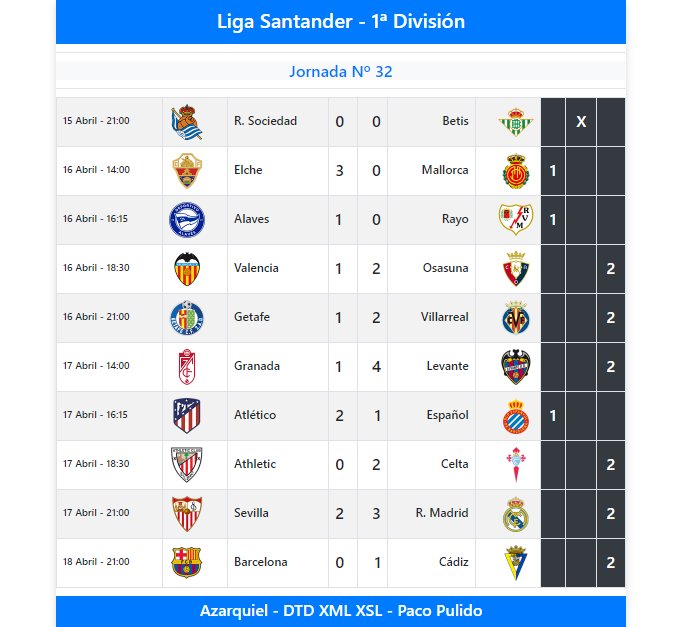 Liga Santander - 1ª División
Jornada Nº 32
15 Abril - 21:00 R. Sociedad 0 0 Betis X
16 Abril - 14:00 Elche 3 0 Mallorca 1
16 Abril - 16:15 Alaves 1 0 Rayo 1
16 Abril - 18:30 Valencia 1 2 Osasuna 2
16 Abril - 21:00 Getafe 1 2 Villarreal 2
17 Abril - 14:00 Granada 1 4 Levante 2
17 Abril - 16:15 Atlético 2 1 Español 1
17 Abril - 18:30 Athletic 0 2 Celta 2
17 Abril - 21:00 Sevilla 2 3 R. Madrid 2
18 Abril - 21:00 Barcelona 0 1 Cádiz 2
Azarquiel - DTD XML XSL - Paco Pulido